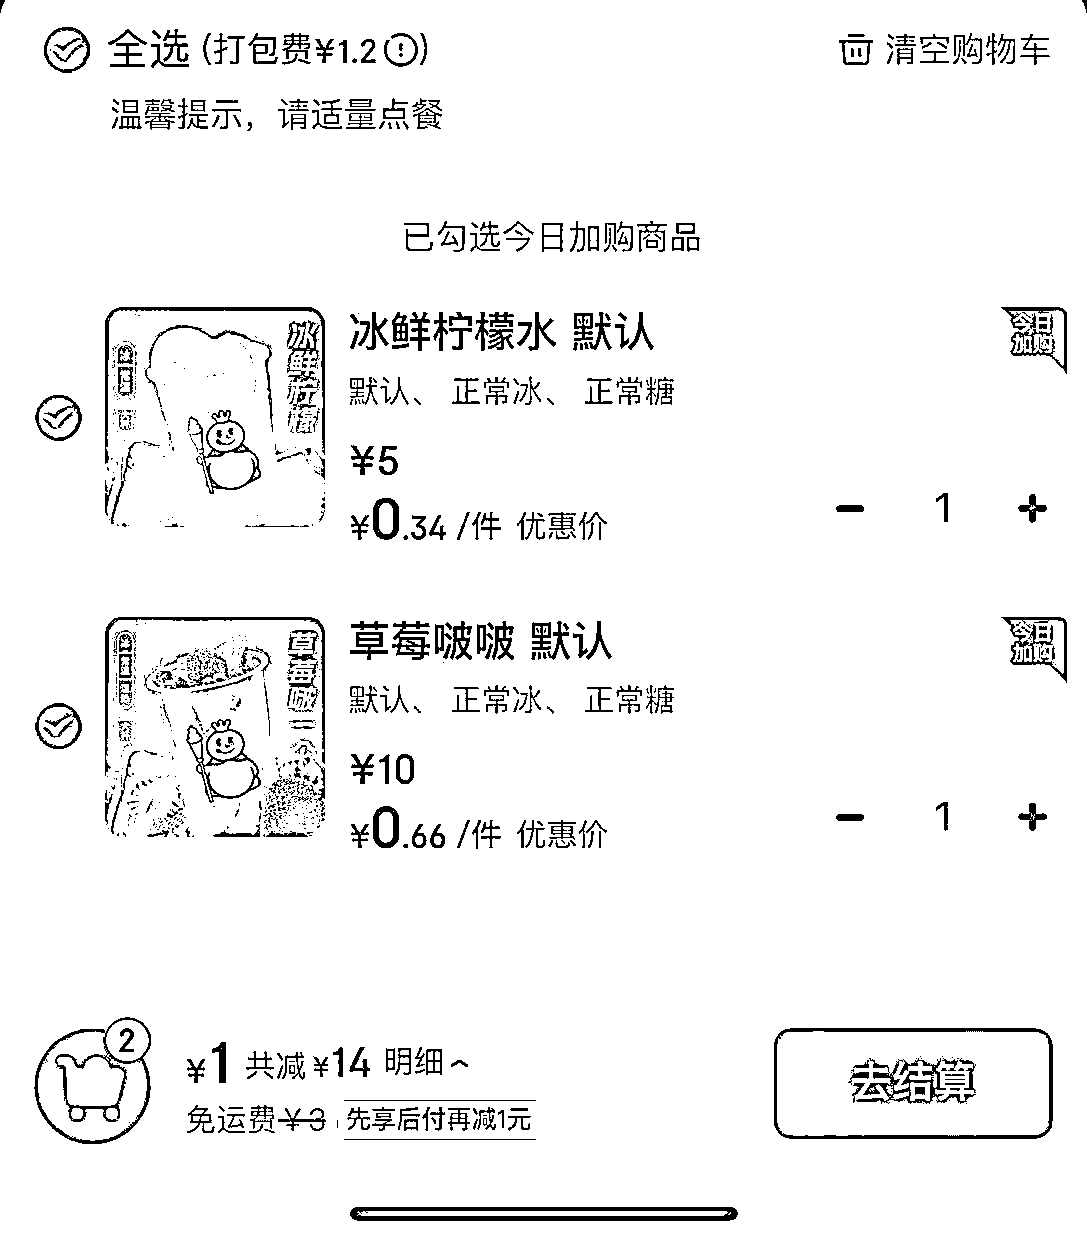 全选 (打包费¥1.2!)
清空购物车
温馨提示，请适量点餐
已勾选今日加购商品
冰鲜柠檬
冰鲜柠檬水 默认
今日
加购
默认、 正常冰、 正常糖
¥5
¥0.34 /件 优惠价
1
草莓啵
草莓啵啵 默认
今日
加购
默认、 正常冰、 正常糖
¥10
¥0.66 /件 优惠价
1
2
¥1 共减¥14 明细
去结算
免运费¥3 先享后付再减1元